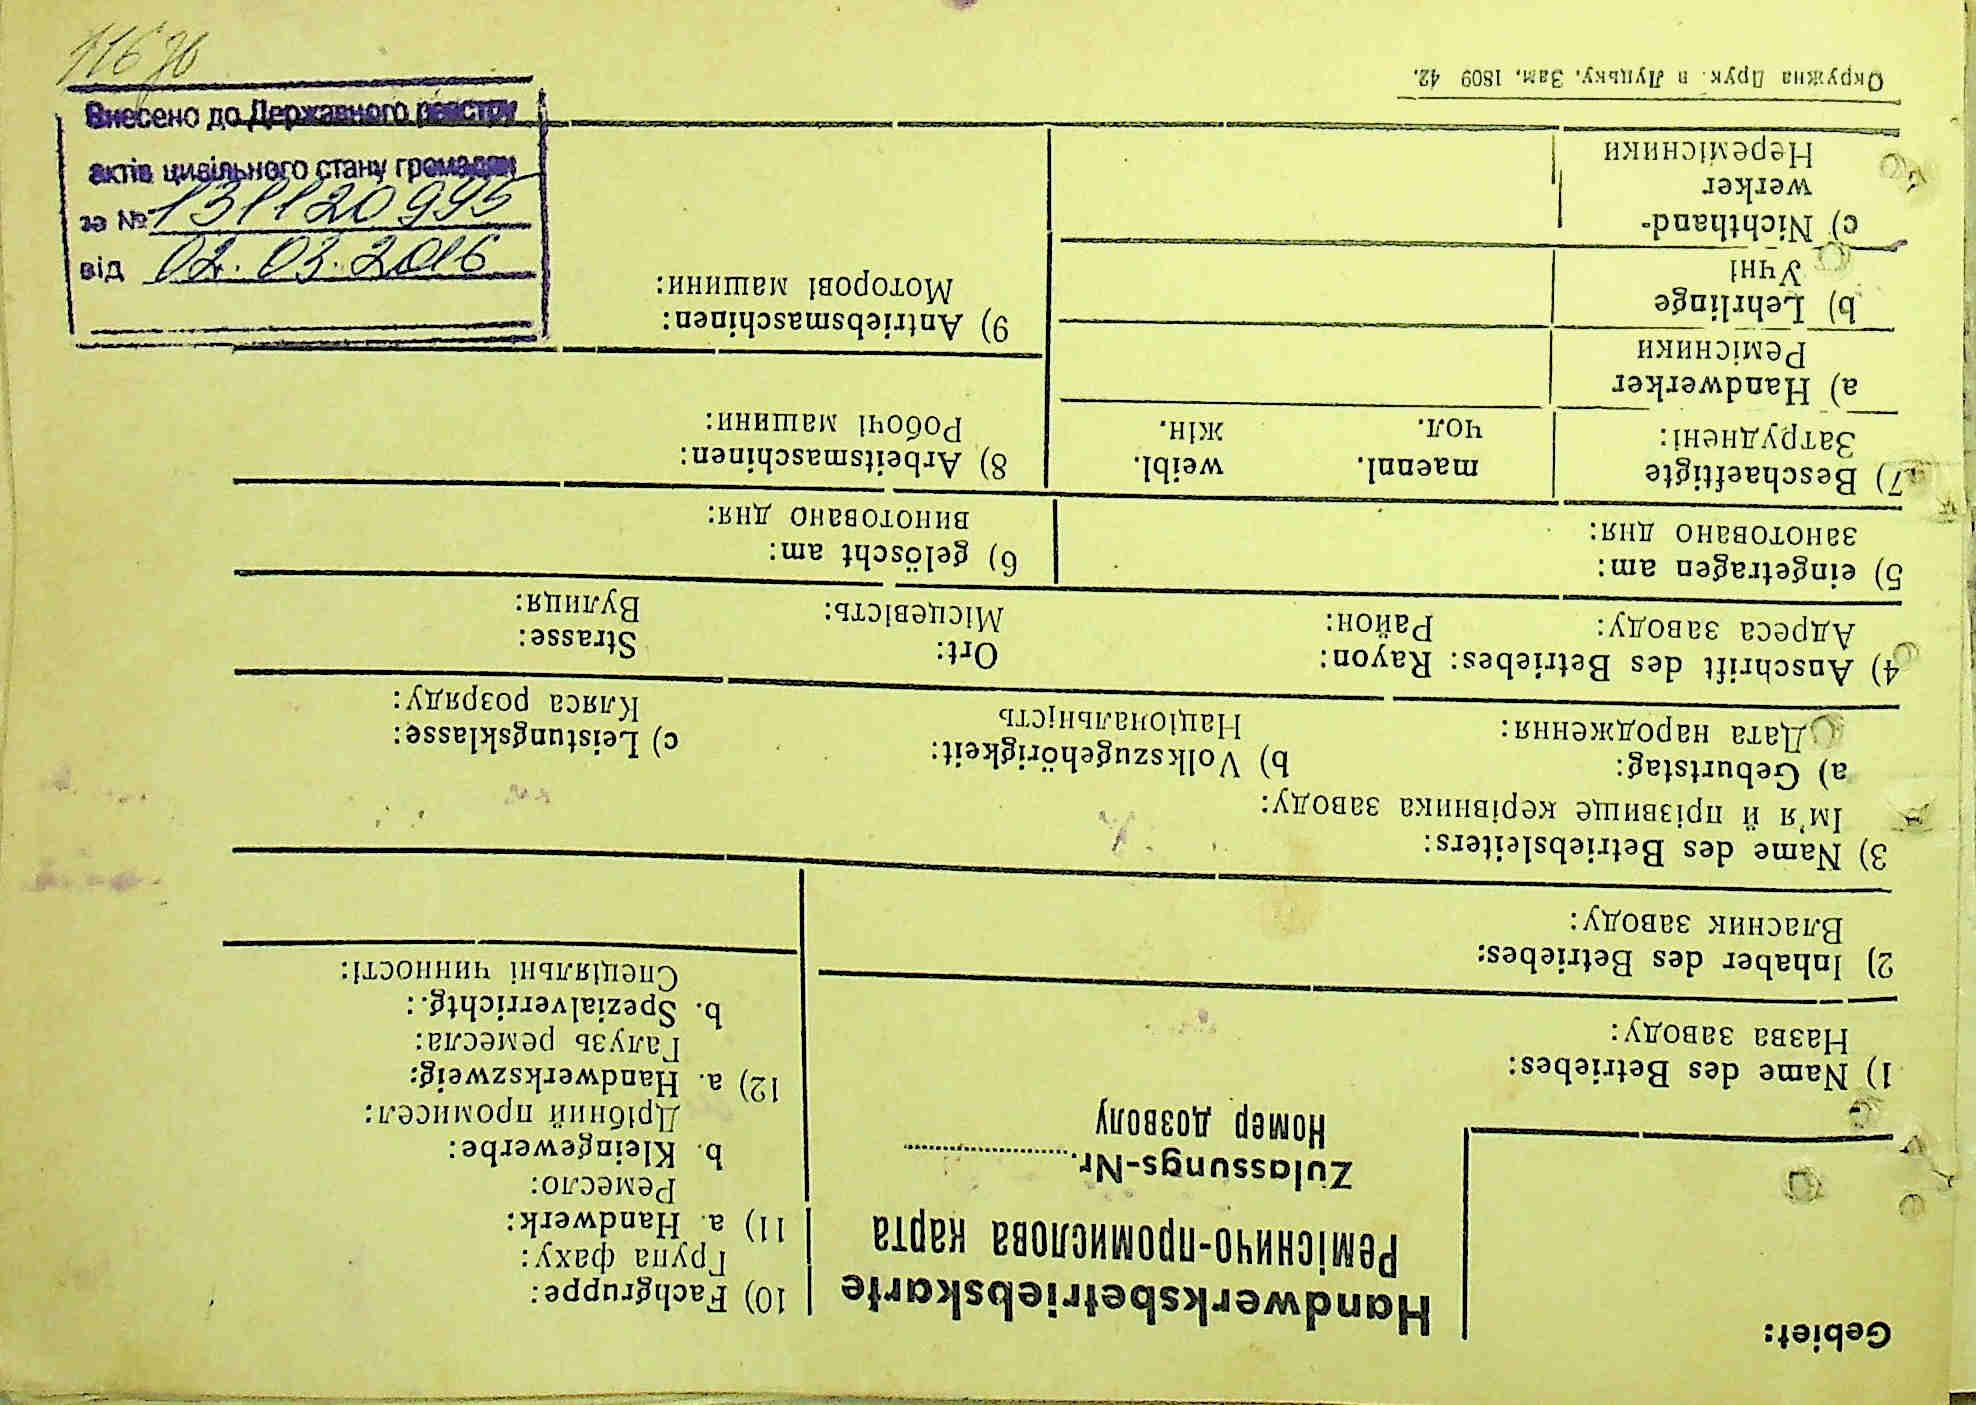 Gebiet:
Handwerksbetriebskarte
Ремісничо-промислова карта
Zulassungs-Nr.
Номер дозволу
10) Fachgruppe:
Група фаху:
11) a. Handwerk:
Ремесло:
b. Kleingewerbe:
Дрібний промисел:
12) a. Handwerkszweig:
Галузь ремесла:
b. Spezialverrichtg.:
Спеціяльні чинності:
1) Name des Betriebes:
Назва заводу:
2) Inhaber des Betriebes:
Власник заводу:
3) Name des Betriebsleiters:
Ім'я й прізвище керівника заводу:
a) Geburtstag:
Дата народження:
b) Volkszugehörigkeit:
Національність
c) Leistungsklasse:
Кляса розряду:
4) Anschrift des Betriebes: Rayon: Ort: Strasse:
Адреса заводу: Район: Місцевість: Вулиця:
5) eingetragen am:
занотовано дня:
6) gelöscht am:
винотовано дня:
7) Beschaeftigte maennl. weibl.
Затруднені: чол. жін.
a) Handwerker
Ремісники
b) Lehrlinge
Учні
c) Nichthand-
werker
Неремісники
8) Arbeitsmaschinen:
Робочі машини:
9) Antriebsmaschinen:
Моторові машини:
Окружна Друк. в Луцьку. Зам. 1809 42.
Внесено до Державного реєстру
актів цивільного стану громадян
за № 131120995
від 02.03.2016